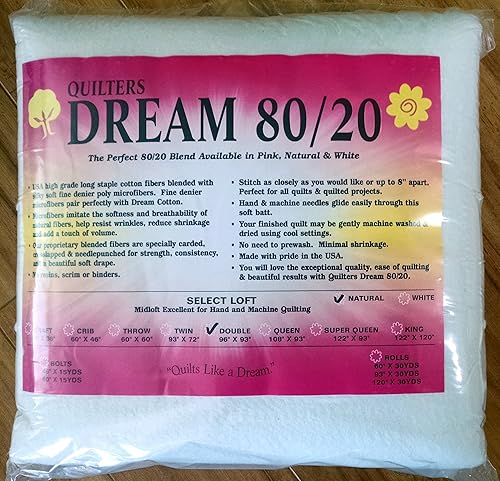 QUILTERS
DREAM 80/20
The Perfect 80/20 Blend Available in Pink, Natural & White
• USA high grade long staple cotton fibers blended with
silky soft fine denier poly microfibers. Fine denier
microfibers pair perfectly with Dream Cotton.
• Microfibers imitate the softness and breathability of
natural fibers, help resist wrinkles, reduce shrinkage
and add a touch of volume.
• Our proprietary blended fibers are specially carded,
crosslapped & needlepunched for strength, consistency,
and a beautiful soft drape.
• No resins, scrim or binders.
• Stitch as closely as you would like or up to 8" apart.
Perfect for all quilts & quilted projects.
• Hand & machine needles glide easily through this
soft batt.
• Your finished quilt may be gently machine washed &
dried using cool settings.
• No need to prewash. Minimal shrinkage.
• Made with pride in the USA.
• You will love the exceptional quality, ease of quilting
& beautiful results with Quilters Dream 80/20.
SELECT LOFT
Midloft Excellent for Hand and Machine Quilting
✓ NATURAL WHITE
CRIB THROW TWIN ✓ DOUBLE QUEEN SUPER QUEEN KING
60" X 46" 60" X 60" 93" X 72" 96" X 93" 108" X 93" 122" X 93" 122" X 120"
BOLTS
X 15YDS
X 15YDS
"Quilts Like a Dream."
ROLLS
60" X 30YDS
93" X 30YDS
120" X 30YDS